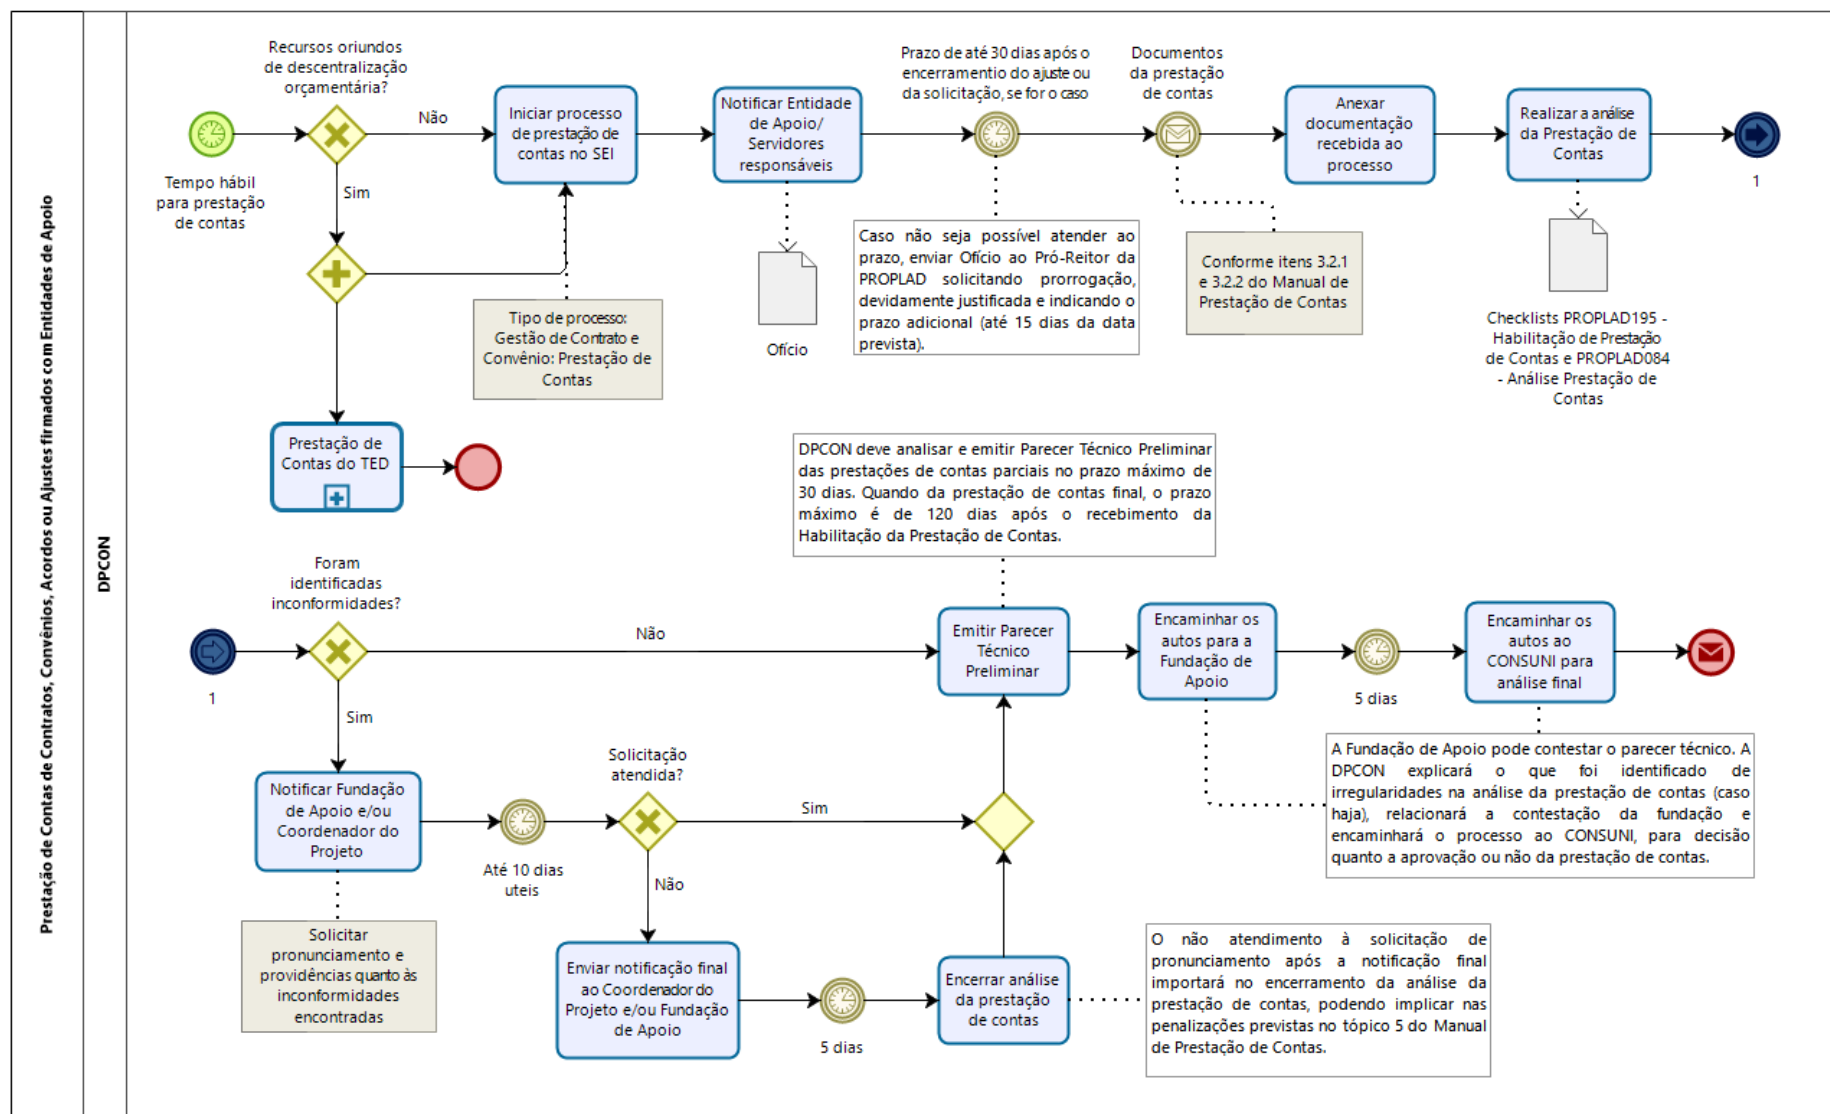 Prestação de Contas de Contratos, Convênios, Acordos ou Ajustes firmados com Entidades de Apoio
DPCON
Recursos oriundos
de descentralização
orçamentária?
Tempo hábil
para prestação
de contas
Não
Sim
Iniciar processo
de prestação de
contas no SEI
Tipo de processo:
Gestão de Contrato e
Convênio: Prestação de
Contas
Prestação de
Contas do TED
Notificar Entidade
de Apoio/
Servidores
responsáveis
Ofício
Prazo de até 30 dias após o
encerramentio do ajuste ou
da solicitação, se for o caso
Caso não seja possível atender ao
prazo, enviar Ofício ao Pró-Reitor da
PROPLAD solicitando prorrogação,
devidamente justificada e indicando o
prazo adicional (até 15 dias da data
prevista).
Documentos
da prestação
de contas
Conforme itens 3.2.1
e 3.2.2 do Manual de
Prestação de Contas
Anexar
documentação
recebida ao
processo
Realizar a análise
da Prestação de
Contas
Checklists PROPLAD195 -
Habilitação de Prestação
de Contas e PROPLAD084
- Análise Prestação de
Contas
1
1
Foram
identificadas
inconformidades?
Não
Sim
Notificar Fundação
de Apoio e/ou
Coordenador do
Projeto
Solicitar
pronunciamento e
providências quanto às
inconformidades
encontradas
Até 10 dias
uteis
Solicitação
atendida?
Sim
Não
Enviar notificação final
ao Coordenador do
Projeto e/ou Fundação
de Apoio
5 dias
Encerrar análise
da prestação
de contas
O não atendimento à solicitação de
pronunciamento após a notificação final
importará no encerramento da análise da
prestação de contas, podendo implicar nas
penalizações previstas no tópico 5 do Manual
de Prestação de Contas.
DPCON deve analisar e emitir Parecer Técnico Preliminar
das prestações de contas parciais no prazo máximo de
30 dias. Quando da prestação de contas final, o prazo
máximo é de 120 dias após o recebimento da
Habilitação da Prestação de Contas.
Emitir Parecer
Técnico
Preliminar
Encaminhar os
autos para a
Fundação de
Apoio
5 dias
Encaminhar os
autos ao
CONSUNI para
análise final
A Fundação de Apoio pode contestar o parecer técnico. A
DPCON explicará o que foi identificado de
irregularidades na análise da prestação de contas (caso
haja), relacionará a contestação da fundação e
encaminhará o processo ao CONSUNI, para decisão
quanto a aprovação ou não da prestação de contas.